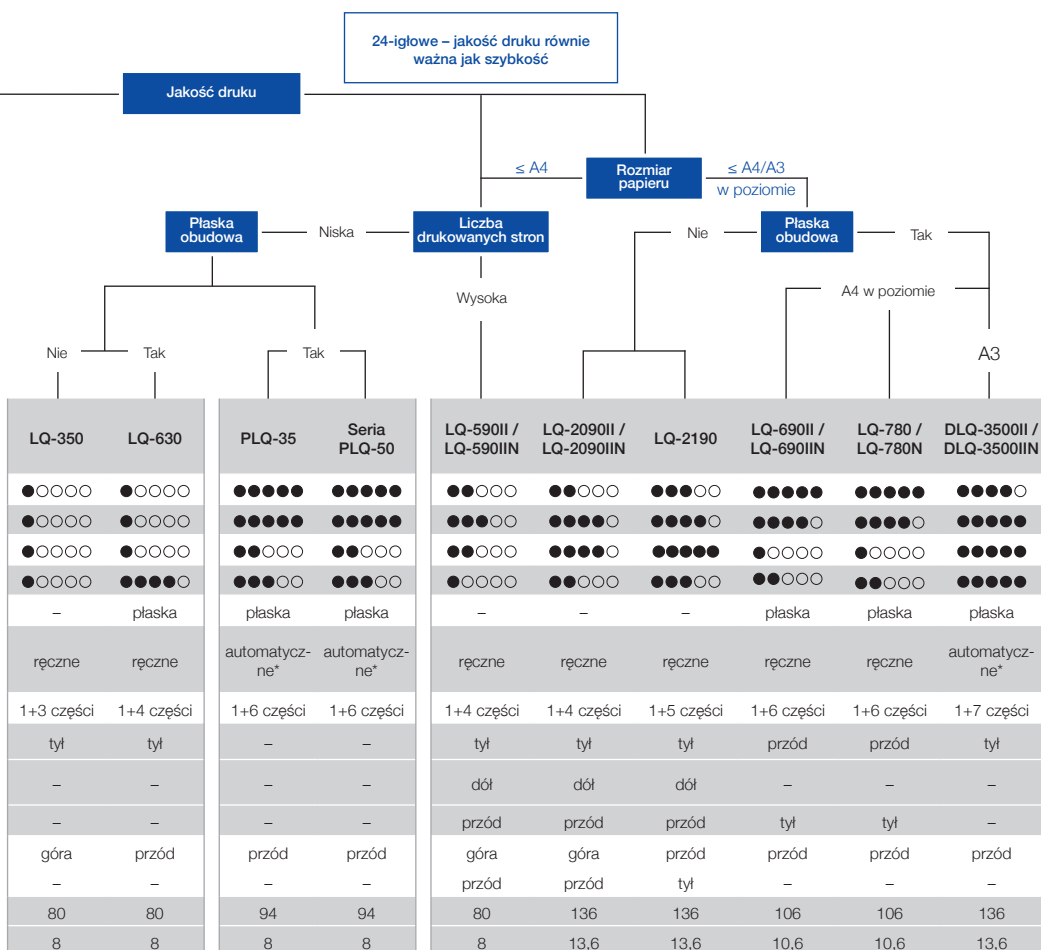 24-igłowe – jakość druku równie
ważna jak szybkość
Jakość druku
≤ A4
Rozmiar
papieru
≤ A4/A3
w poziomie
Płaska
obudowa
Niska
Liczba
drukowanych stron
Nie
Płaska
obudowa
Tak
Wysoka
A4 w poziomie
Nie
Tak
Tak
A3
LQ-350
LQ-630
PLQ-35
Seria
PLQ-50
LQ-590II /
LQ-590IIN
LQ-2090II /
LQ-2090IIN
LQ-2190
LQ-690II /
LQ-690IIN
LQ-780 /
LQ-780N
DLQ-3500II /
DLQ-3500IIN
– płaska płaska płaska – – – płaska płaska płaska
ręczne ręczne automatycz-
ne* automatycz-
ne* ręczne ręczne ręczne ręczne ręczne automatycz-
ne*
1+3 części 1+4 części 1+6 części 1+6 części 1+4 części 1+4 części 1+5 części 1+6 części 1+6 części 1+7 części
tył tył – – tył tył tył przód przód tył
– – – – dół dół dół – – –
– – – – przód przód przód tył tył –
góra przód przód przód góra góra przód przód przód przód
– – – – przód przód tył – – –
80 80 94 94 80 136 136 106 106 136
8 8 8 8 8 13,6 13,6 10,6 10,6 13,6